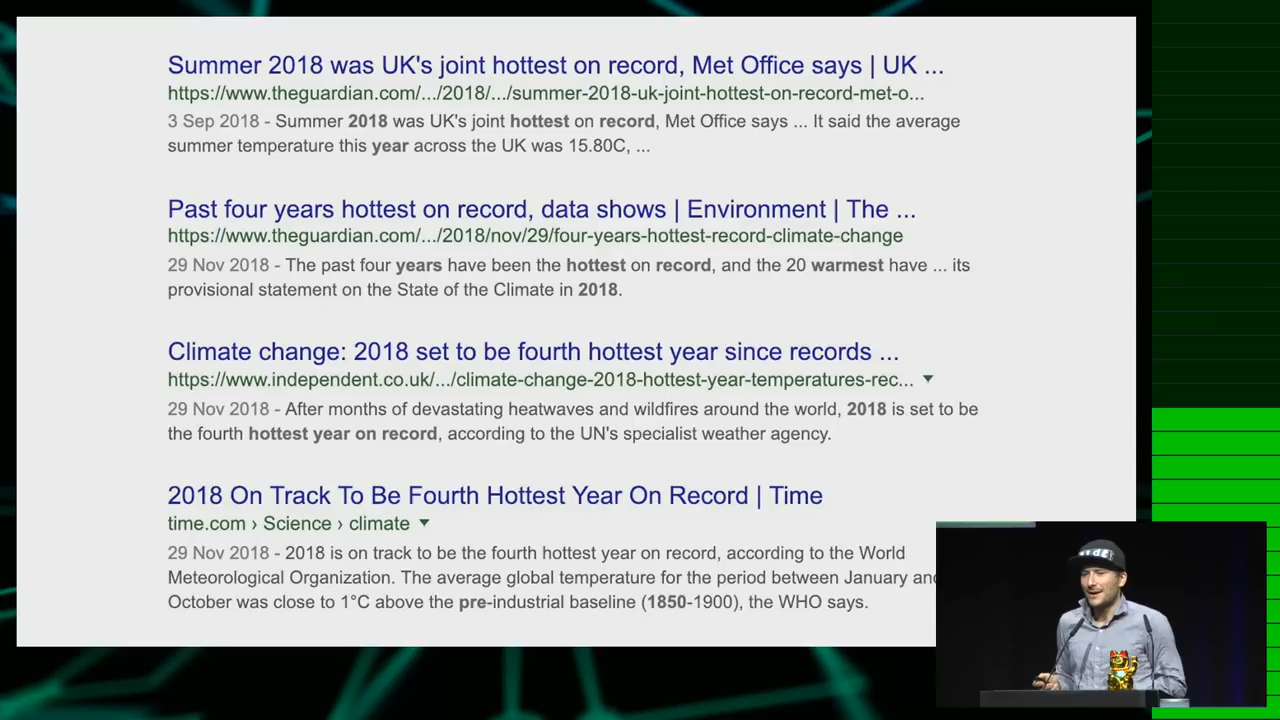 Summer 2018 was UK's joint hottest on record, Met Office says | UK ...
https://www.theguardian.com/.../2018/.../summer-2018-uk-joint-hottest-on-record-met-o...
3 Sep 2018 - Summer 2018 was UK's joint hottest on record, Met Office says ... It said the average
summer temperature this year across the UK was 15.80C, ...
Past four years hottest on record, data shows | Environment | The ...
https://www.theguardian.com/.../2018/nov/29/four-years-hottest-record-climate-change
29 Nov 2018 - The past four years have been the hottest on record, and the 20 warmest have ... its
provisional statement on the State of the Climate in 2018.
Climate change: 2018 set to be fourth hottest year since records ...
https://www.independent.co.uk/.../climate-change-2018-hottest-year-temperatures-rec...
29 Nov 2018 - After months of devastating heatwaves and wildfires around the world, 2018 is set to be
the fourth hottest year on record, according to the UN's specialist weather agency.
2018 On Track To Be Fourth Hottest Year On Record | Time
time.com › Science › climate
29 Nov 2018 - 2018 is on track to be the fourth hottest year on record, according to the World
Meteorological Organization. The average global temperature for the period between January
October was close to 1°C above the pre-industrial baseline (1850-1900), the WHO says.